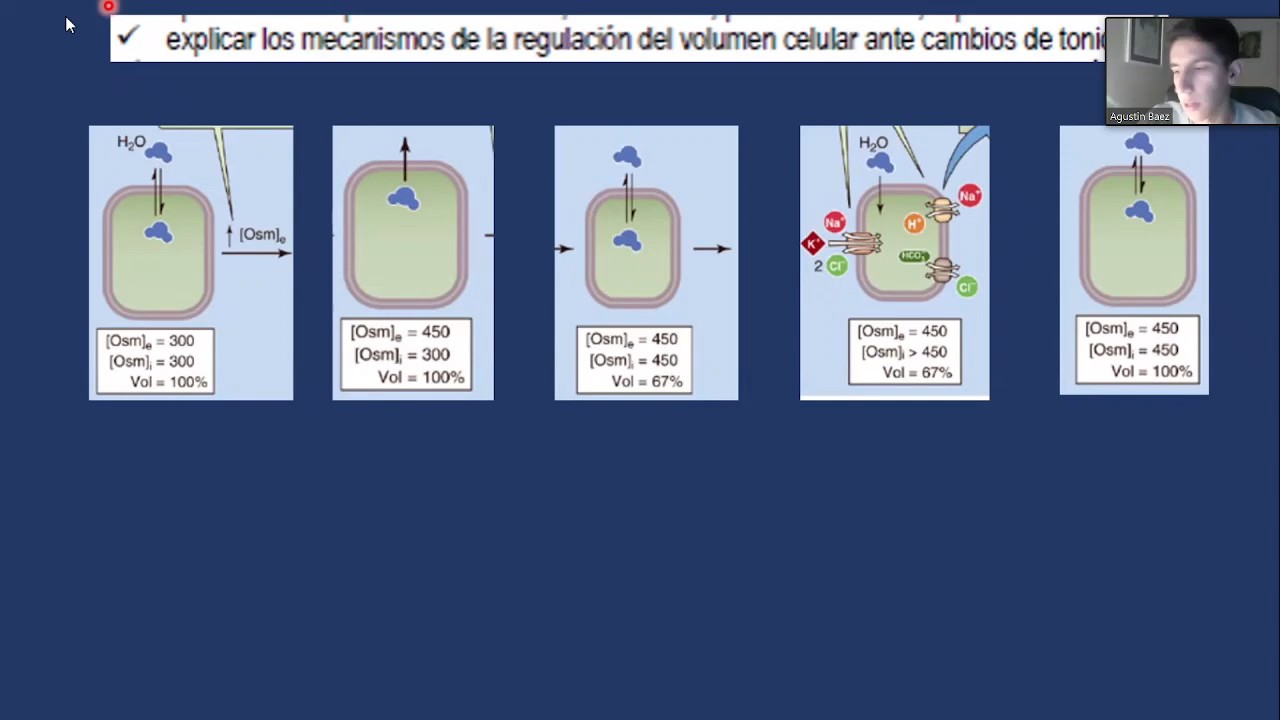 ✓ explicar los mecanismos de la regulación del volumen celular ante cambios de
Agustin Baez
H₂O
↑ [Osm]ₑ
[Osm]ₑ = 300
[Osm]ᵢ = 300
Vol = 100%
[Osm]ₑ = 450
[Osm]ᵢ = 300
Vol = 100%
[Osm]ₑ = 450
[Osm]ᵢ = 450
Vol = 67%
H₂O
Na⁺
Na⁺
H⁺
K⁺
HCO₃⁻
2 Cl⁻
Cl⁻
[Osm]ₑ = 450
[Osm]ᵢ > 450
Vol = 67%
[Osm]ₑ = 450
[Osm]ᵢ = 450
Vol = 100%